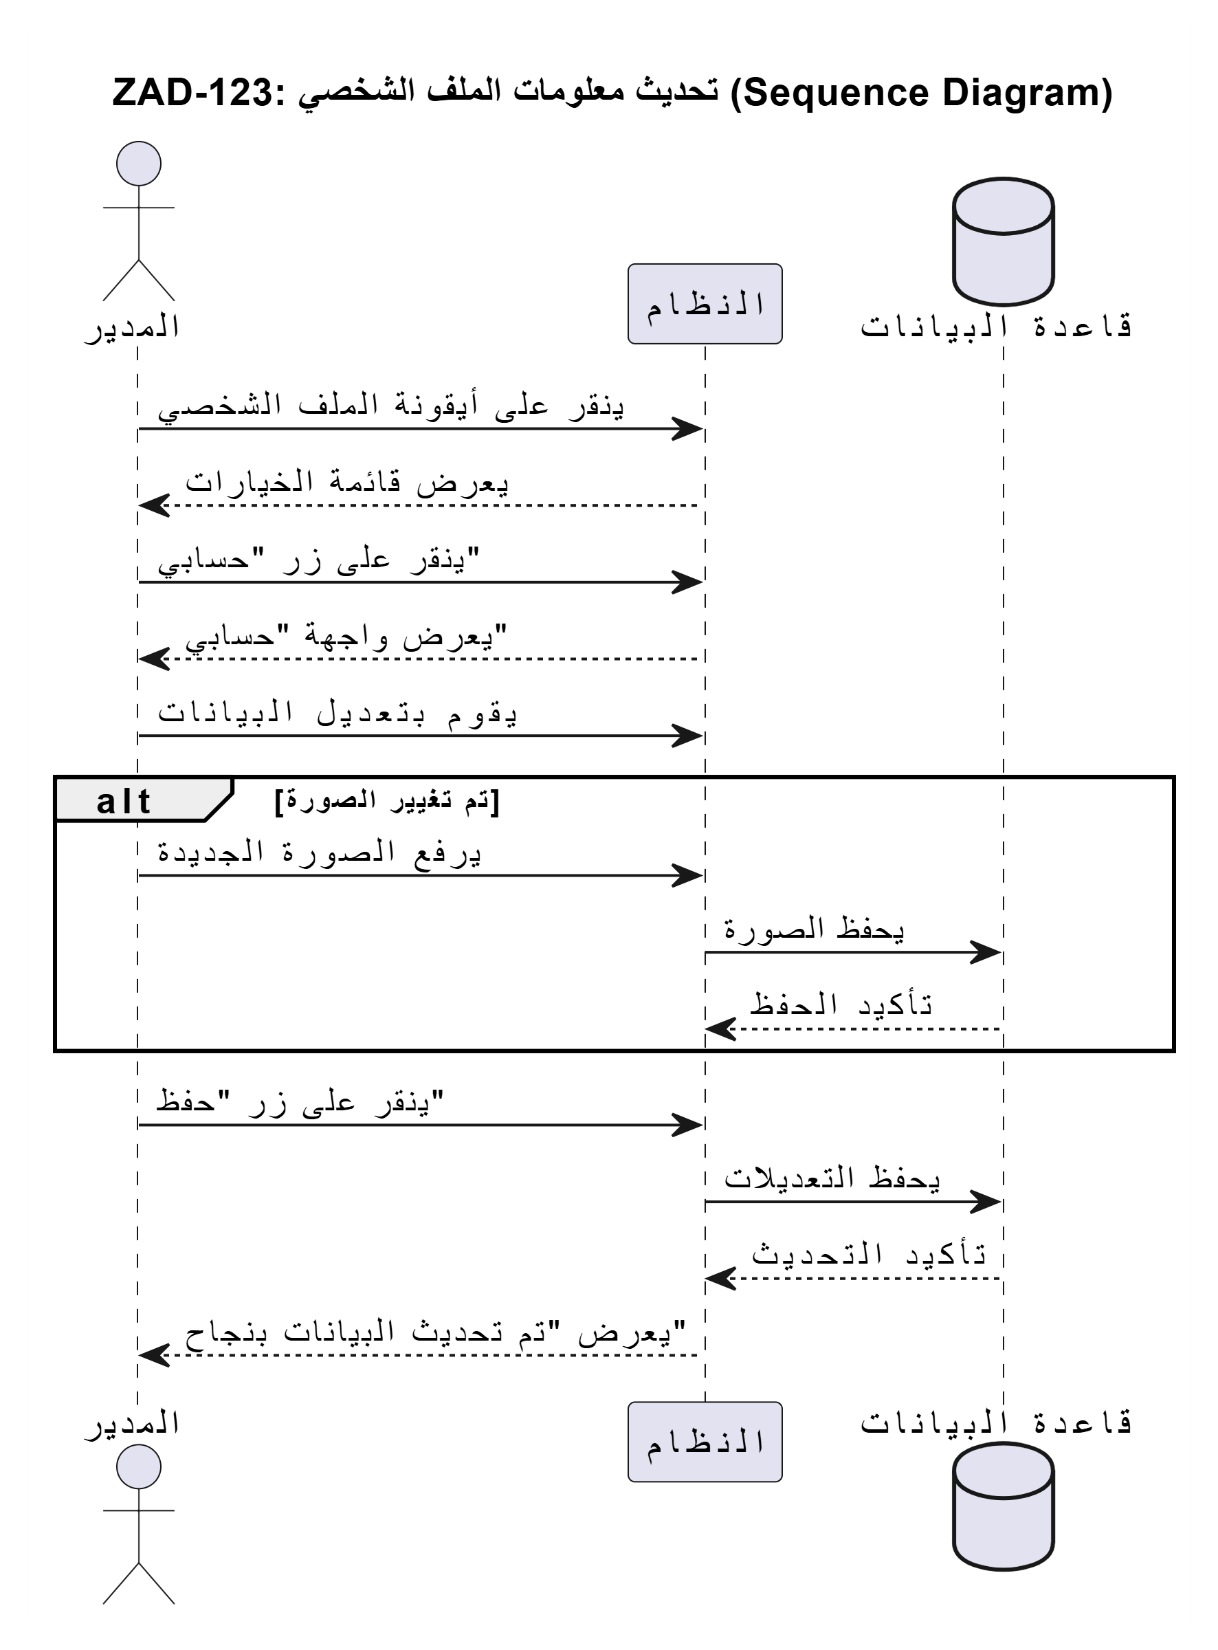 ZAD-123: تحديث معلومات الملف الشخصي (Sequence Diagram)
المدير
النظام
قاعدة البيانات
ينقر على أيقونة الملف الشخصي
يعرض قائمة الخيارات
ينقر على زر "حسابي"
يعرض واجهة "حسابي"
يقوم بتعديل البيانات
alt [تم تغيير الصورة]
يرفع الصورة الجديدة
يحفظ الصورة
تأكيد الحفظ
ينقر على زر "حفظ"
يحفظ التعديلات
تأكيد التحديث
يعرض "تم تحديث البيانات بنجاح"
المدير
النظام
قاعدة البيانات